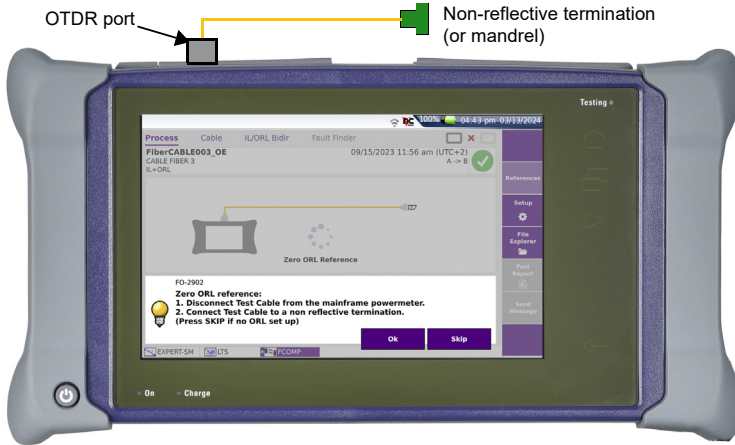 OTDR port
Non-reflective termination
(or mandrel)
Testing
100% 04:43 pm 03/13/2024
Process Cable IL/ORL Bidir Fault Finder
FiberCABLE003_OE 09/15/2023 11:56 am (UTC+2)
CABLE FIBER 3 A -> B
IL+ORL
References
Setup
File
Explorer
Fast
Report
Send
Message
Zero ORL Reference
FO-2902
Zero ORL reference:
1. Disconnect Test Cable from the mainframe powermeter.
2. Connect Test Cable to a non reflective termination.
(Press SKIP if no ORL set up)
Ok Skip
EXPERT-SM LTS FCOMP
On Charge